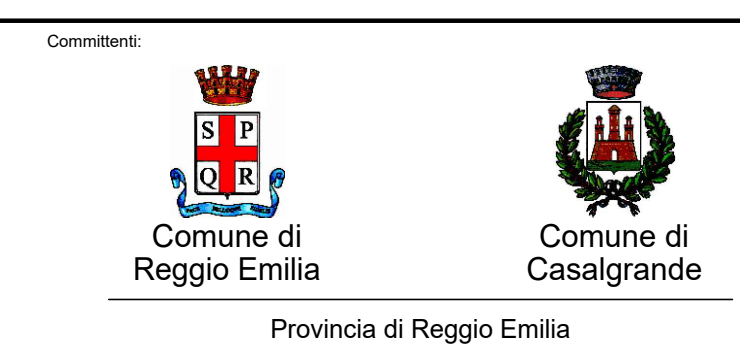 Committenti:
S P
Q R
Comune di
Reggio Emilia
Comune di
Casalgrande
Provincia di Reggio Emilia